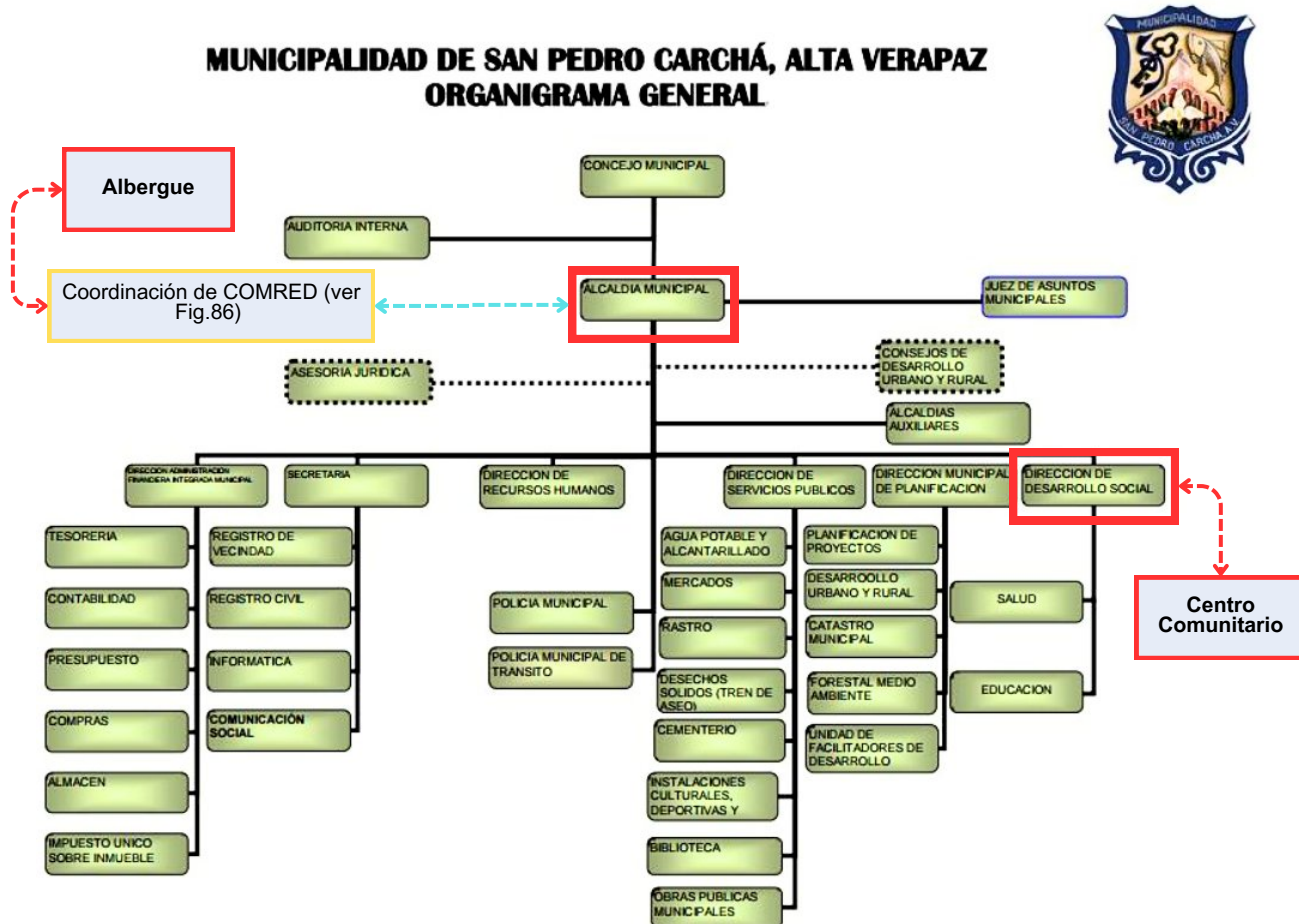 MUNICIPALIDAD DE SAN PEDRO CARCHÁ, ALTA VERAPAZ
ORGANIGRAMA GENERAL
MUNICIPALIDAD
SAN PEDRO CARCHA, A.V.
Albergue
CONCEJO MUNICIPAL
AUDITORIA INTERNA
Coordinación de COMRED (ver
Fig.86)
ALCALDIA MUNICIPAL
JUEZ DE ASUNTOS
MUNICIPALES
ASESORIA JURIDICA
CONSEJOS DE
DESARROLLO
URBANO Y RURAL
ALCALDIAS
AUXILIARES
DIRECCION ADMINISTRACION
FINANCIERA INTEGRADA MUNICIPAL
SECRETARIA
DIRECCION DE
RECURSOS HUMANOS
DIRECCION DE
SERVICIOS PUBLICOS
DIRECCION MUNICIPAL
DE PLANIFICACION
DIRECCION DE
DESARROLLO SOCIAL
TESORERIA
CONTABILIDAD
PRESUPUESTO
COMPRAS
ALMACEN
IMPUESTO UNICO
SOBRE INMUEBLE
REGISTRO DE
VECINDAD
REGISTRO CIVIL
INFORMATICA
COMUNICACIÓN
SOCIAL
POLICIA MUNICIPAL
POLICIA MUNICIPAL DE
TRANSITO
AGUA POTABLE Y
ALCANTARILLADO
MERCADOS
RASTRO
DESECHOS
SOLIDOS (TREN DE
ASEO)
CEMENTERIO
INSTALACIONES
CULTURALES,
DEPORTIVAS Y
BIBLIOTECA
OBRAS PUBLICAS
MUNICIPALES
PLANIFICACION DE
PROYECTOS
DESARROOLLO
URBANO Y RURAL
CATASTRO
MUNICIPAL
FORESTAL MEDIO
AMBIENTE
UNIDAD DE
FACILITADORES DE
DESARROLLO
SALUD
EDUCACION
Centro
Comunitario